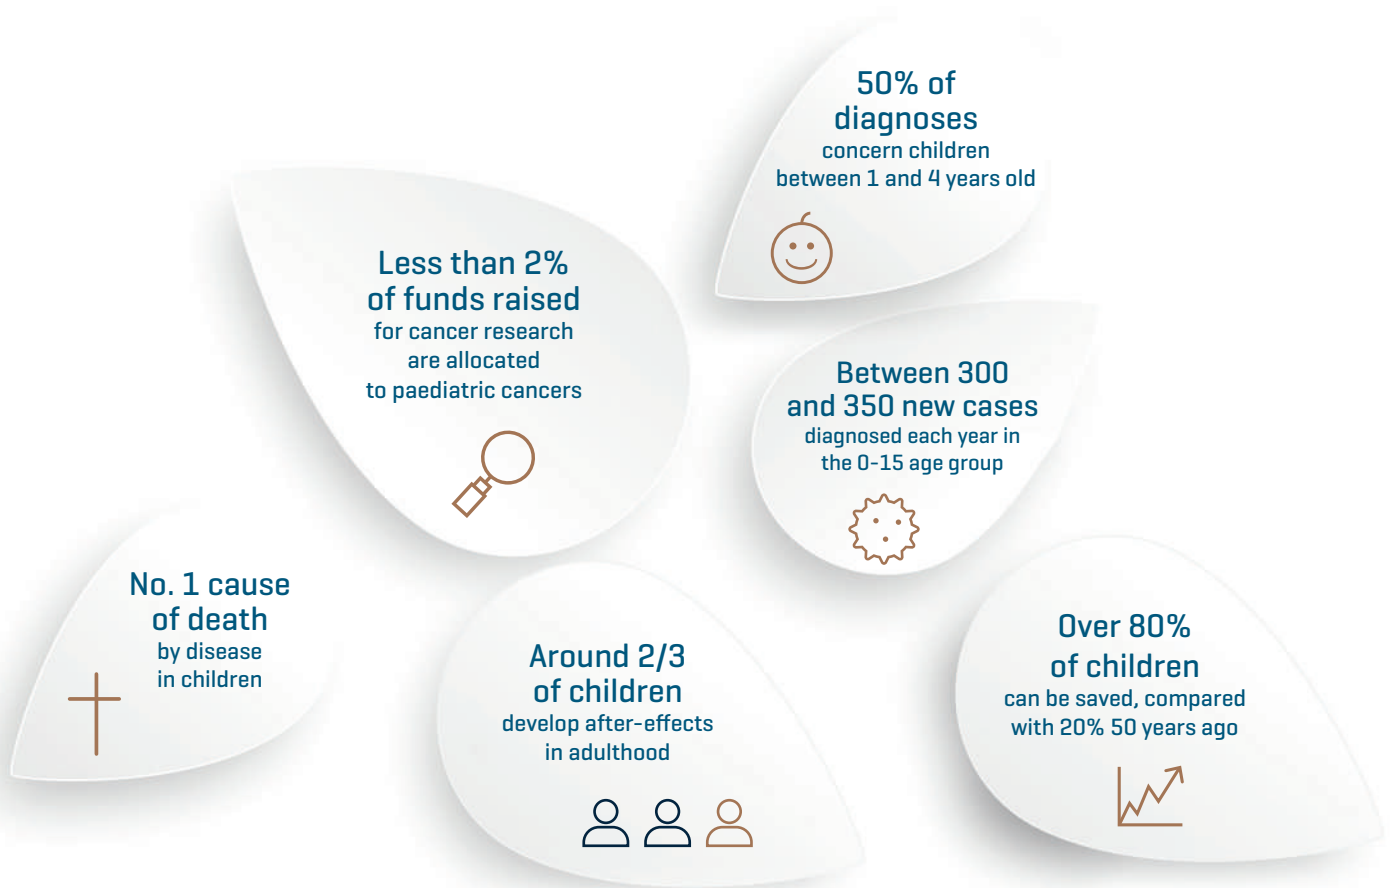 50% of
diagnoses
concern children
between 1 and 4 years old
Less than 2%
of funds raised
for cancer research
are allocated
to paediatric cancers
Between 300
and 350 new cases
diagnosed each year in
the 0-15 age group
No. 1 cause
of death
by disease
in children
Around 2/3
of children
develop after-effects
in adulthood
Over 80%
of children
can be saved, compared
with 20% 50 years ago